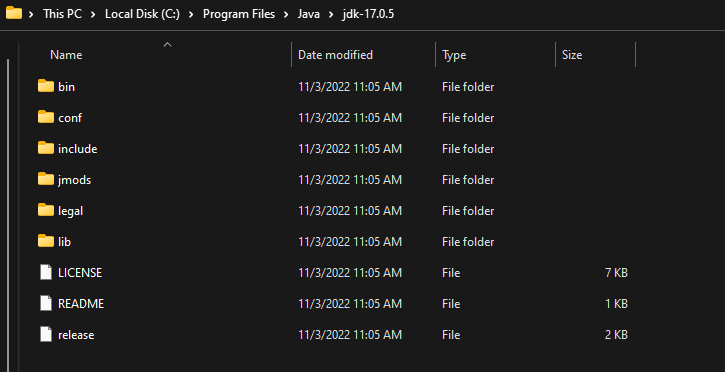 This PC > Local Disk (C:) > Program Files > Java > jdk-17.0.5
Name Date modified Type Size
bin 11/3/2022 11:05 AM File folder
conf 11/3/2022 11:05 AM File folder
include 11/3/2022 11:05 AM File folder
jmods 11/3/2022 11:05 AM File folder
legal 11/3/2022 11:05 AM File folder
lib 11/3/2022 11:05 AM File folder
LICENSE 11/3/2022 11:05 AM File 7 KB
README 11/3/2022 11:05 AM File 1 KB
release 11/3/2022 11:05 AM File 2 KB